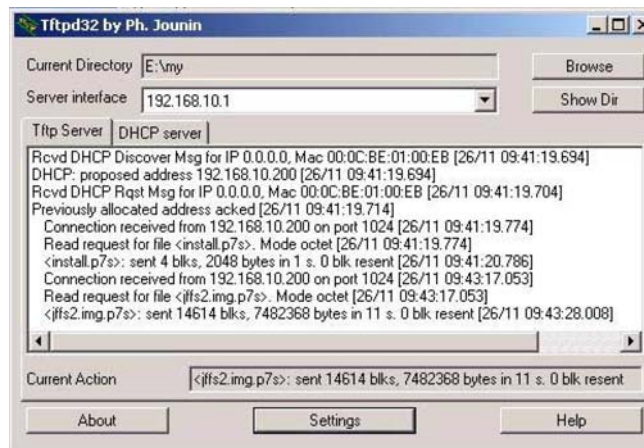 Tftpd32 by Ph. Jounin
Current Directory E:\my
Browse
Server interface 192.168.10.1
Show Dir
Tftp Server DHCP server
Rcvd DHCP Discover Msg for IP 0.0.0.0, Mac 00:0C:BE:01:00:EB [26/11 09:41:19.694]
DHCP: proposed address 192.168.10.200 [26/11 09:41:19.694]
Rcvd DHCP Rqst Msg for IP 0.0.0.0, Mac 00:0C:BE:01:00:EB [26/11 09:41:19.704]
Previously allocated address acked [26/11 09:41:19.714]
Connection received from 192.168.10.200 on port 1024 [26/11 09:41:19.774]
Read request for file <install.p7s>. Mode octet [26/11 09:41:19.774]
<install.p7s>: sent 4 blks, 2048 bytes in 1 s. 0 blk resent [26/11 09:41:20.786]
Connection received from 192.168.10.200 on port 1024 [26/11 09:43:17.053]
Read request for file <jffs2.img.p7s>. Mode octet [26/11 09:43:17.053]
<jffs2.img.p7s>: sent 14614 blks, 7482368 bytes in 11 s. 0 blk resent [26/11 09:43:28.008]
Current Action <jffs2.img.p7s>: sent 14614 blks, 7482368 bytes in 11 s. 0 blk resent
About Settings Help